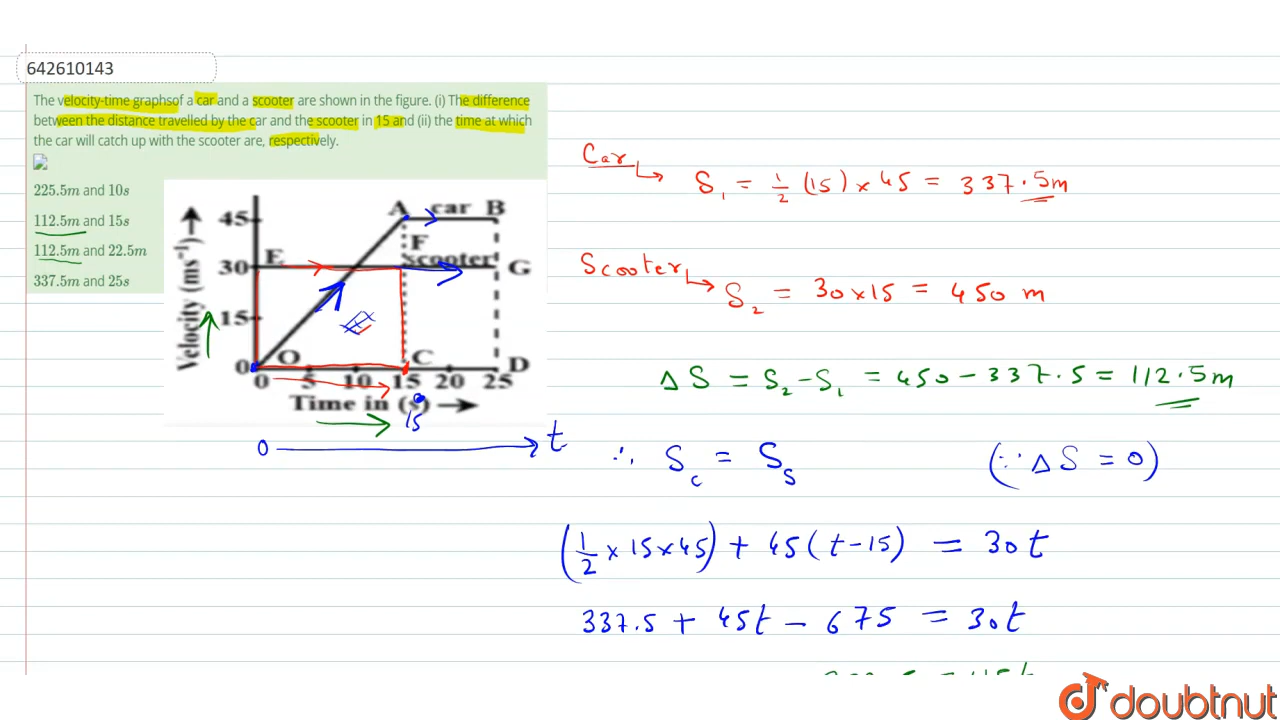 642610143
The velocity-time graphsof a car and a scooter are shown in the figure. (i) The difference
between the distance travelled by the car and the scooter in 15 and (ii) the time at which
the car will catch up with the scooter are, respectively.
225.5m and 10s
112.5m and 15s
112.5m and 22.5m
337.5m and 25s
Velocity (ms⁻¹)
45
30
15
0
A car B
F
E scooter G
O C D
0 5 10 15 20 25
Time in (s)
15
0 t
Car
S₁ = 1/2 (15) × 45 = 337.5m
Scooter
S₂ = 30×15 = 450 m
ΔS = S₂ - S₁ = 450 - 337.5 = 112.5m
∴ S_c = S_s (∵ ΔS = 0)
(1/2 × 15 × 45) + 45(t-15) = 30t
337.5 + 45t - 675 = 30t
doubtnut